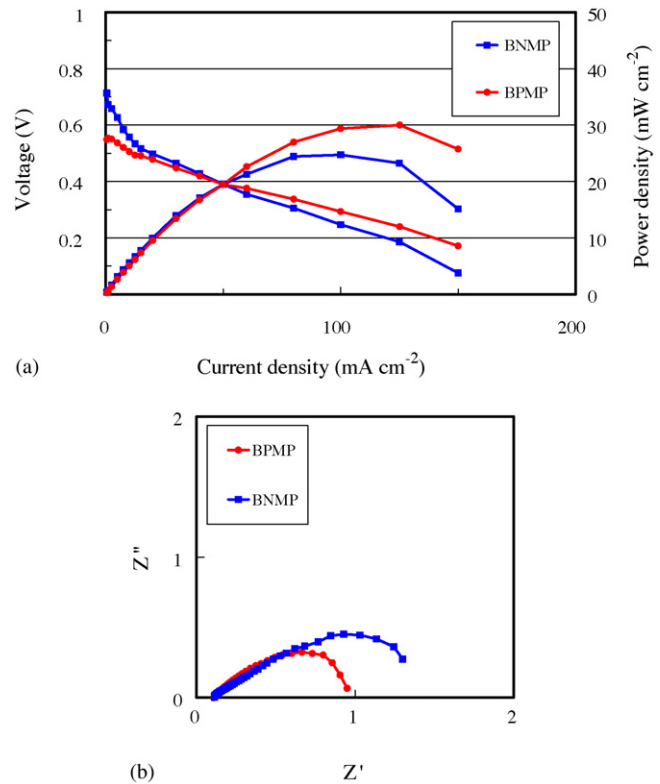 1
50
BNMP
BPMP
0.8
40
0.6
30
Voltage (V)
Power density (mW cm⁻²)
0.4
20
0.2
10
0
0
100
200
(a)
Current density (mA cm⁻²)
2
BPMP
BNMP
Z"
1
0
0
1
2
(b)
Z'